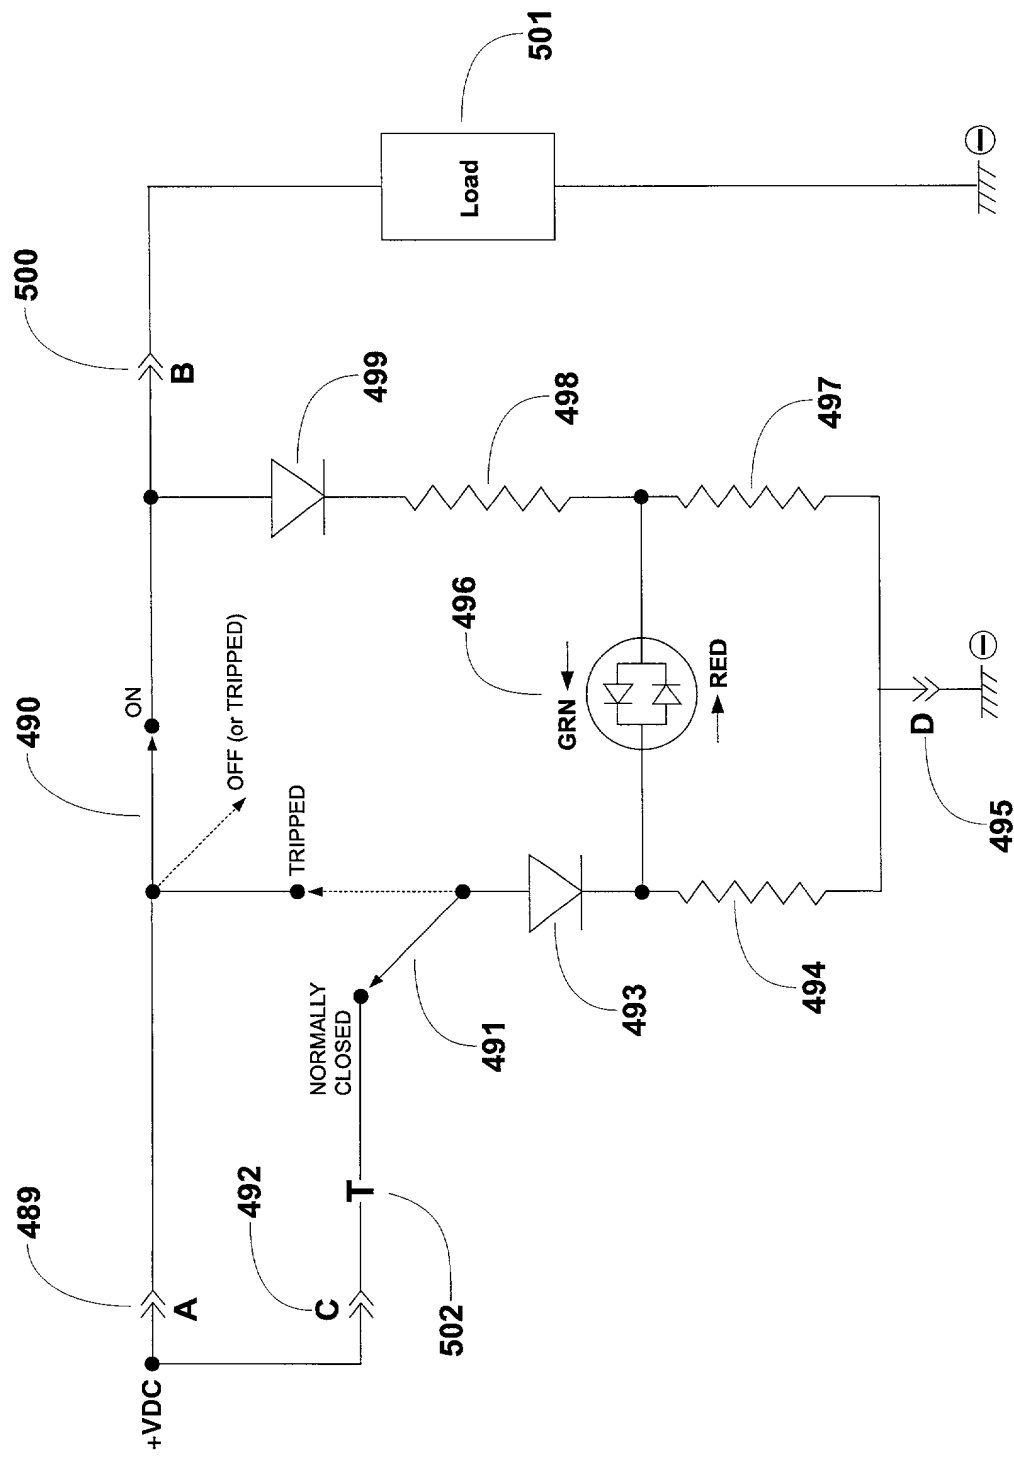 489
490
500
501
+VDC
A
ON
B
OFF (or TRIPPED)
TRIPPED
Load
492
C
T
502
NORMALLY
CLOSED
491
493
494
GRN
RED
496
499
498
497
D
495